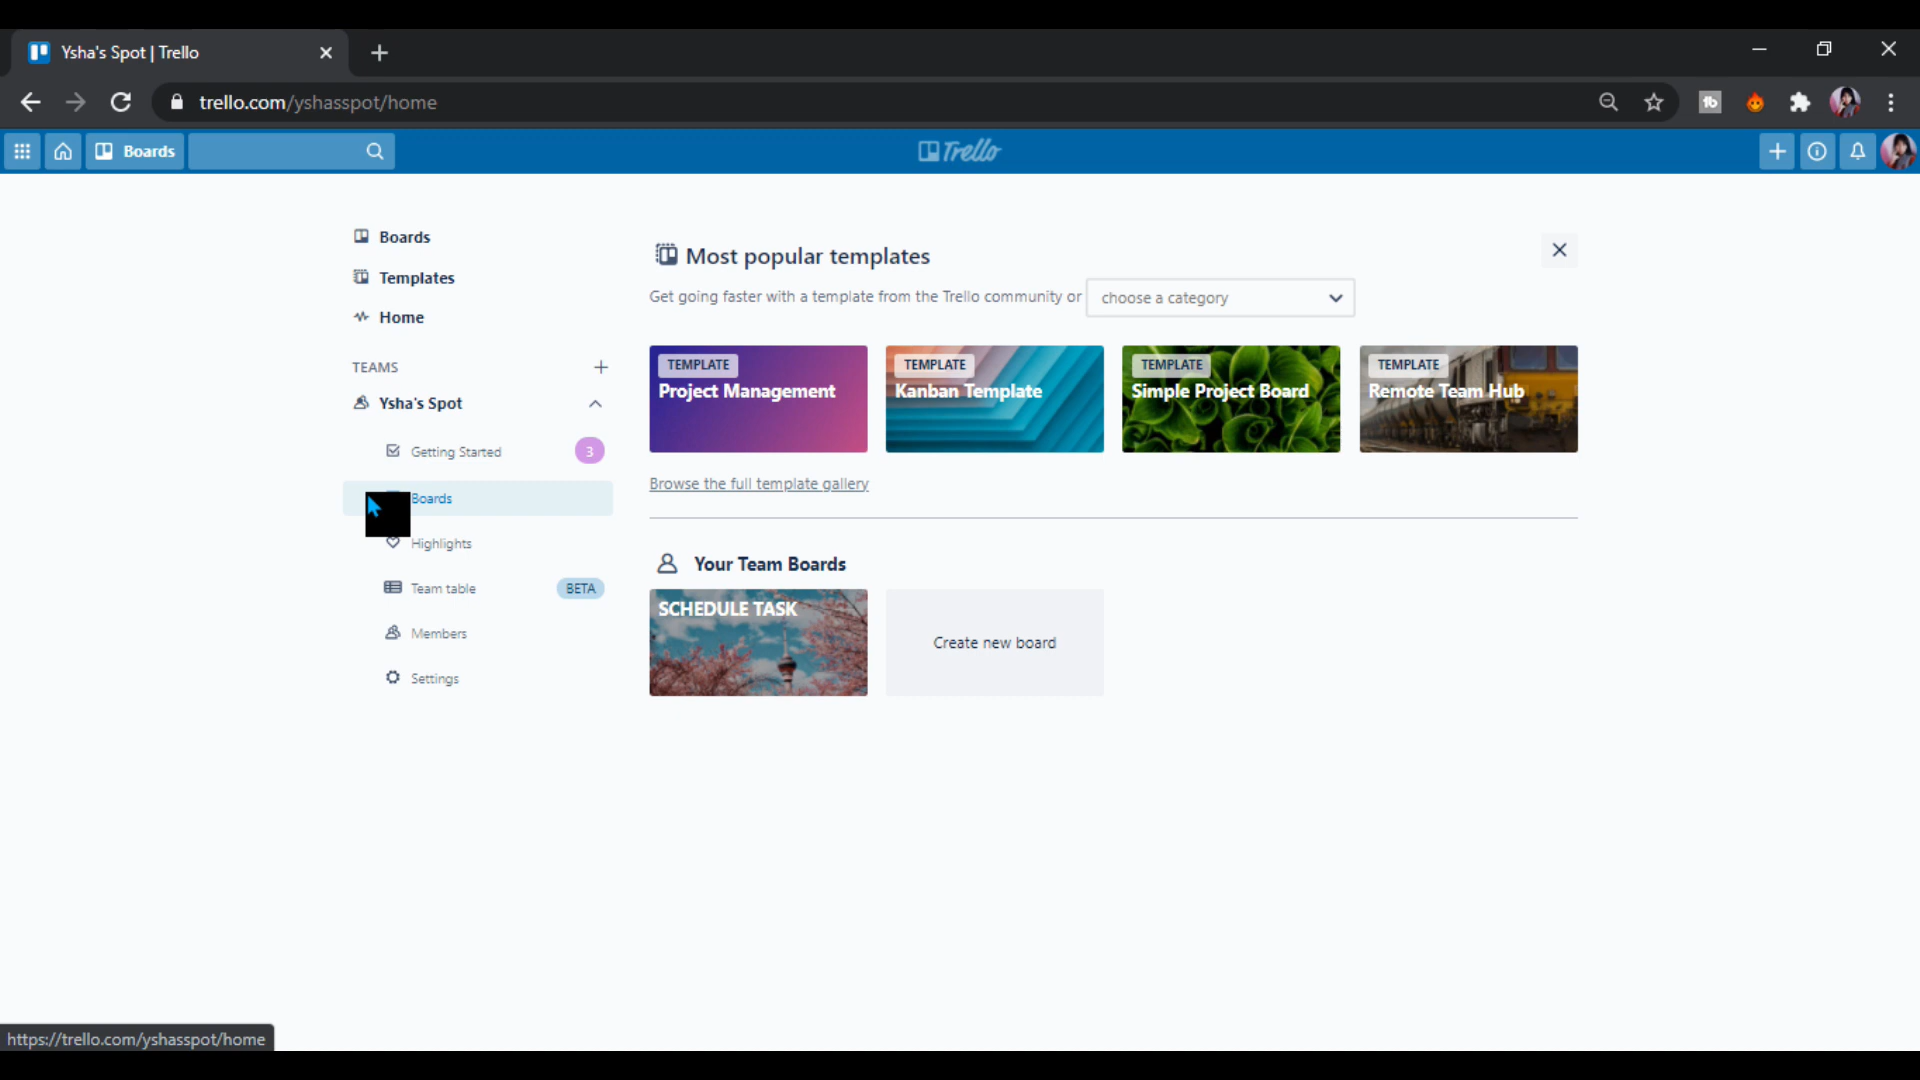 Ysha's Spot | Trello
trello.com/yshasspot/home
Boards
Trello
Boards
Templates
Home
TEAMS
Ysha's Spot
Getting Started
3
Boards
Highlights
Team table
BETA
Members
Settings
Most popular templates
Get going faster with a template from the Trello community or
choose a category
TEMPLATE
Project Management
TEMPLATE
Kanban Template
TEMPLATE
Simple Project Board
TEMPLATE
Remote Team Hub
Browse the full template gallery
Your Team Boards
SCHEDULE TASK
Create new board
https://trello.com/yshasspot/home